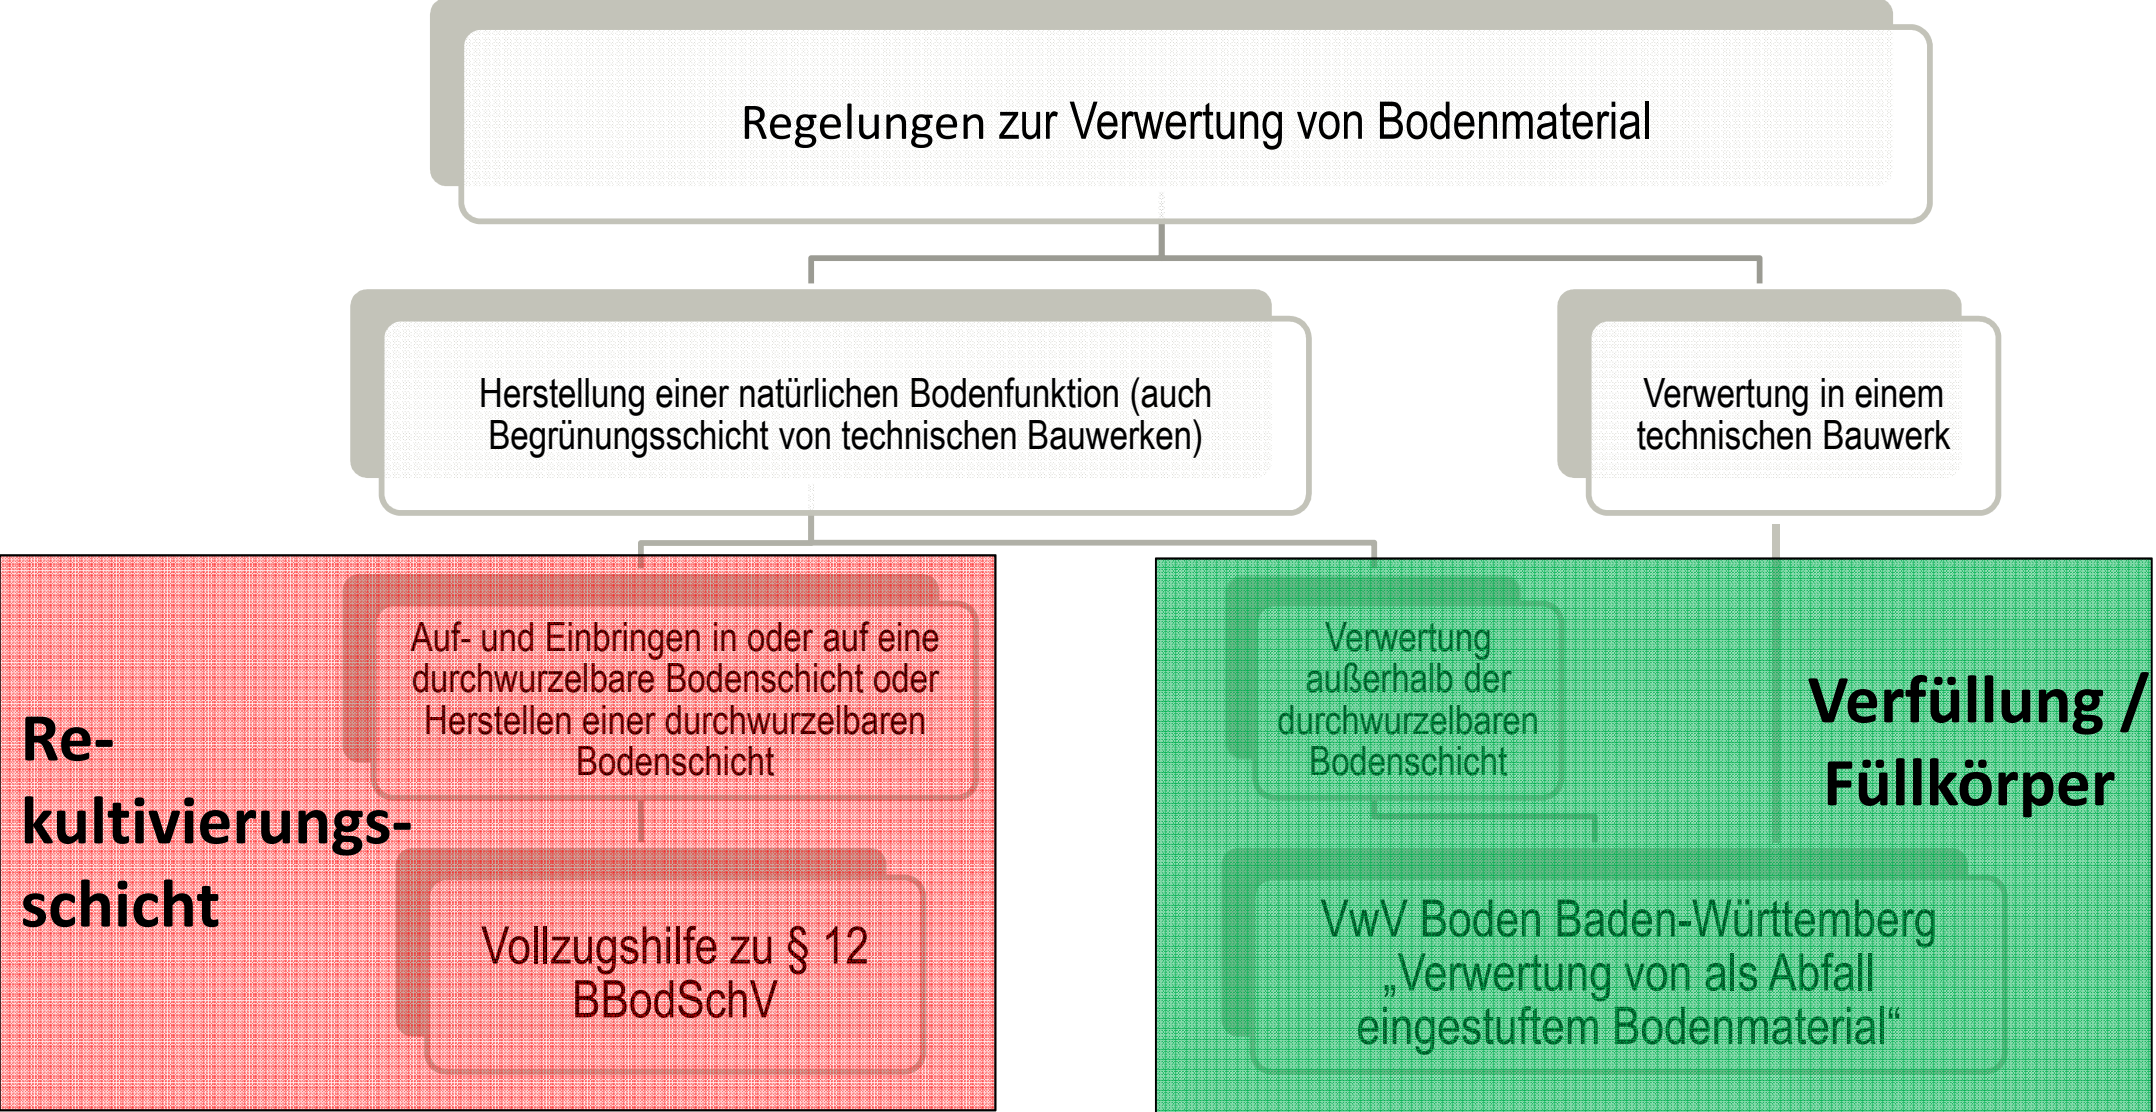 Regelungen zur Verwertung von Bodenmaterial
Herstellung einer natürlichen Bodenfunktion (auch
Begrünungsschicht von technischen Bauwerken)
Verwertung in einem
technischen Bauwerk
Re-
kultivierungs-
schicht
Auf- und Einbringen in oder auf eine
durchwurzelbare Bodenschicht oder
Herstellen einer durchwurzelbaren
Bodenschicht
Vollzugshilfe zu § 12
BBodSchV
Verwertung
außerhalb der
durchwurzelbaren
Bodenschicht
Verfüllung /
Füllkörper
VwV Boden Baden-Württemberg
„Verwertung von als Abfall
eingestuftem Bodenmaterial“